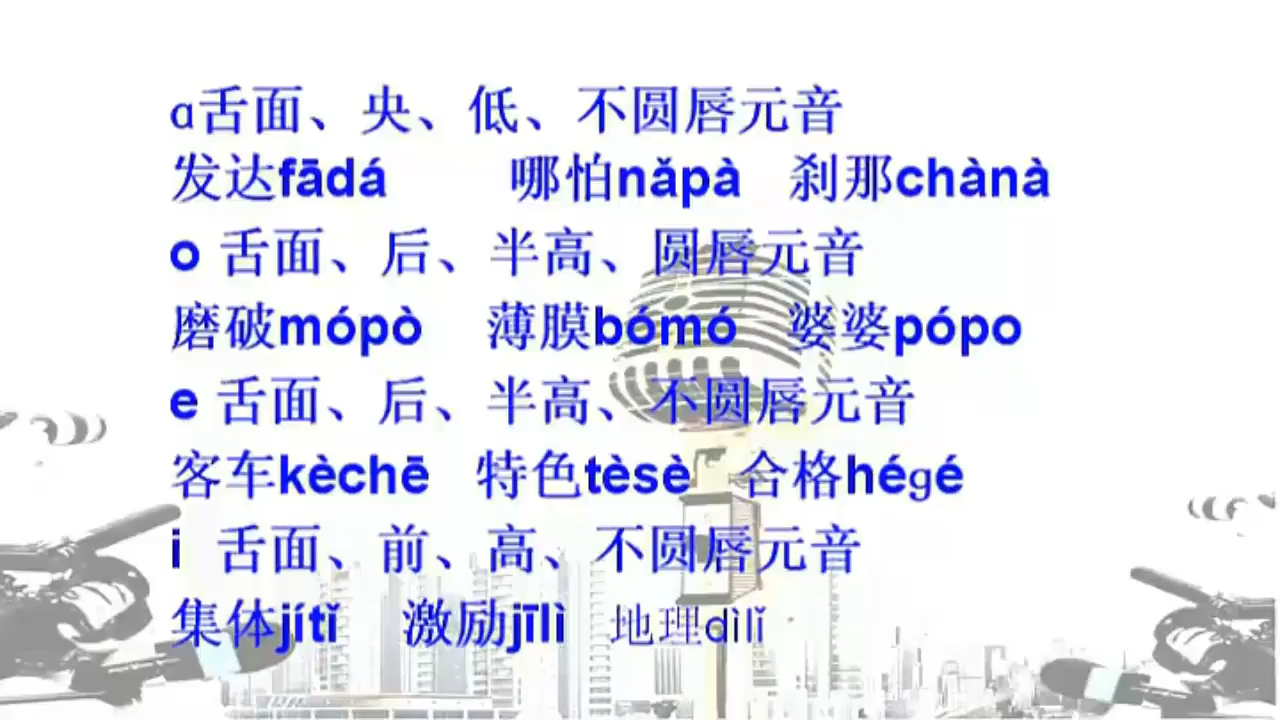 ɑ舌面、央、低、不圆唇元音
发达fādá 哪怕nǎpà 刹那chànà
o 舌面、后、半高、圆唇元音
磨破mópò 薄膜bómó 婆婆pópo
e 舌面、后、半高、不圆唇元音
客车kèchē 特色tèsè 合格héɡé
i 舌面、前、高、不圆唇元音
集体jítǐ 激励jīlì 地理dìlǐ